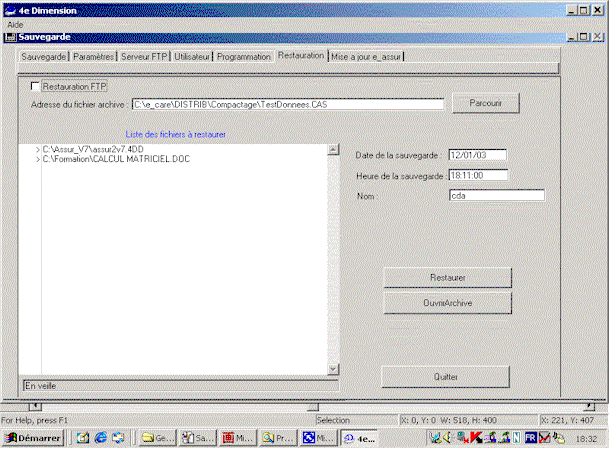 4e Dimension
Aide
Sauvegarde
Sauvegarde Paramètres Serveur FTP Utilisateur Programmation Restauration Mise à jour e_assur
Restauration FTP
Adresse du fichier archive : C:\e_care\DISTRIB\Compactage\TestDonnees.CAS Parcourir
Liste des fichiers à restaurer
> C:\Assur_V7\assur2v7.4DD
> C:\Formation\CALCUL MATRICIEL.DOC
Date de la sauvegarde : 12/01/03
Heure de la sauvegarde : 18:11:00
Nom : cda
Restaurer
OuvrirArchive
Quitter
En veille
For Help, press F1 Selection X: 0, Y: 0 W: 518, H: 400 X: 221, Y: 407
Démarrer Ge... Sa... Mi... Pr... Mi... 4e... N FR 18:32